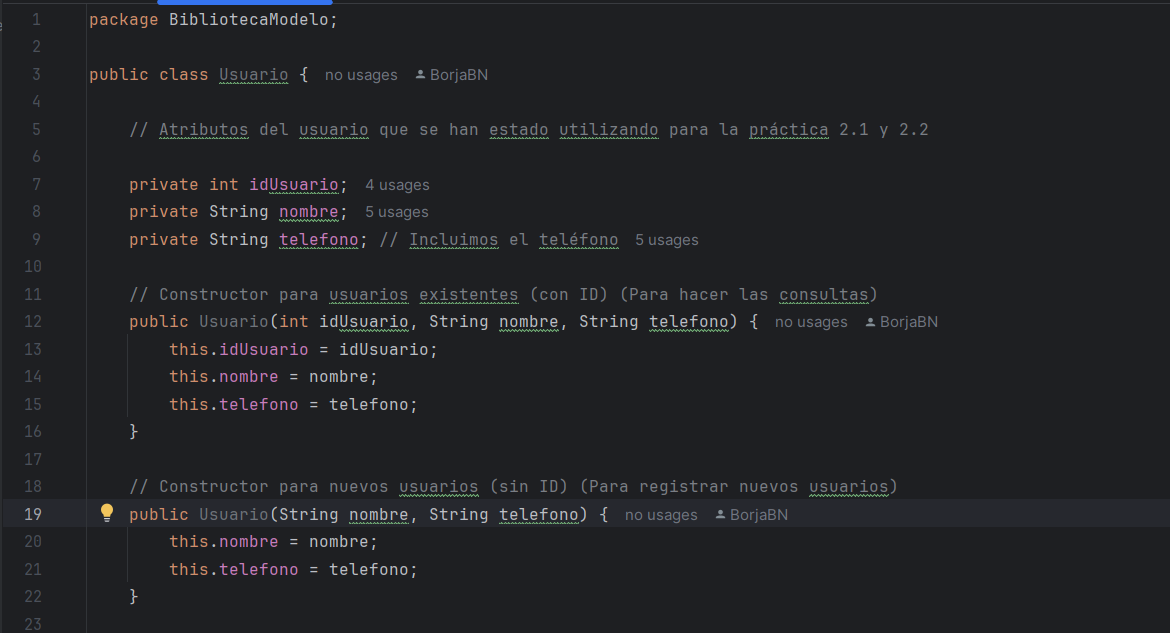 1 package BibliotecaModelo;
2
3 public class Usuario { no usages BorjaBN
4
5 // Atributos del usuario que se han estado utilizando para la práctica 2.1 y 2.2
6
7 private int idUsuario; 4 usages
8 private String nombre; 5 usages
9 private String telefono; // Incluimos el teléfono 5 usages
10
11 // Constructor para usuarios existentes (con ID) (Para hacer las consultas)
12 public Usuario(int idUsuario, String nombre, String telefono) { no usages BorjaBN
13 this.idUsuario = idUsuario;
14 this.nombre = nombre;
15 this.telefono = telefono;
16 }
17
18 // Constructor para nuevos usuarios (sin ID) (Para registrar nuevos usuarios)
19 public Usuario(String nombre, String telefono) { no usages BorjaBN
20 this.nombre = nombre;
21 this.telefono = telefono;
22 }
23